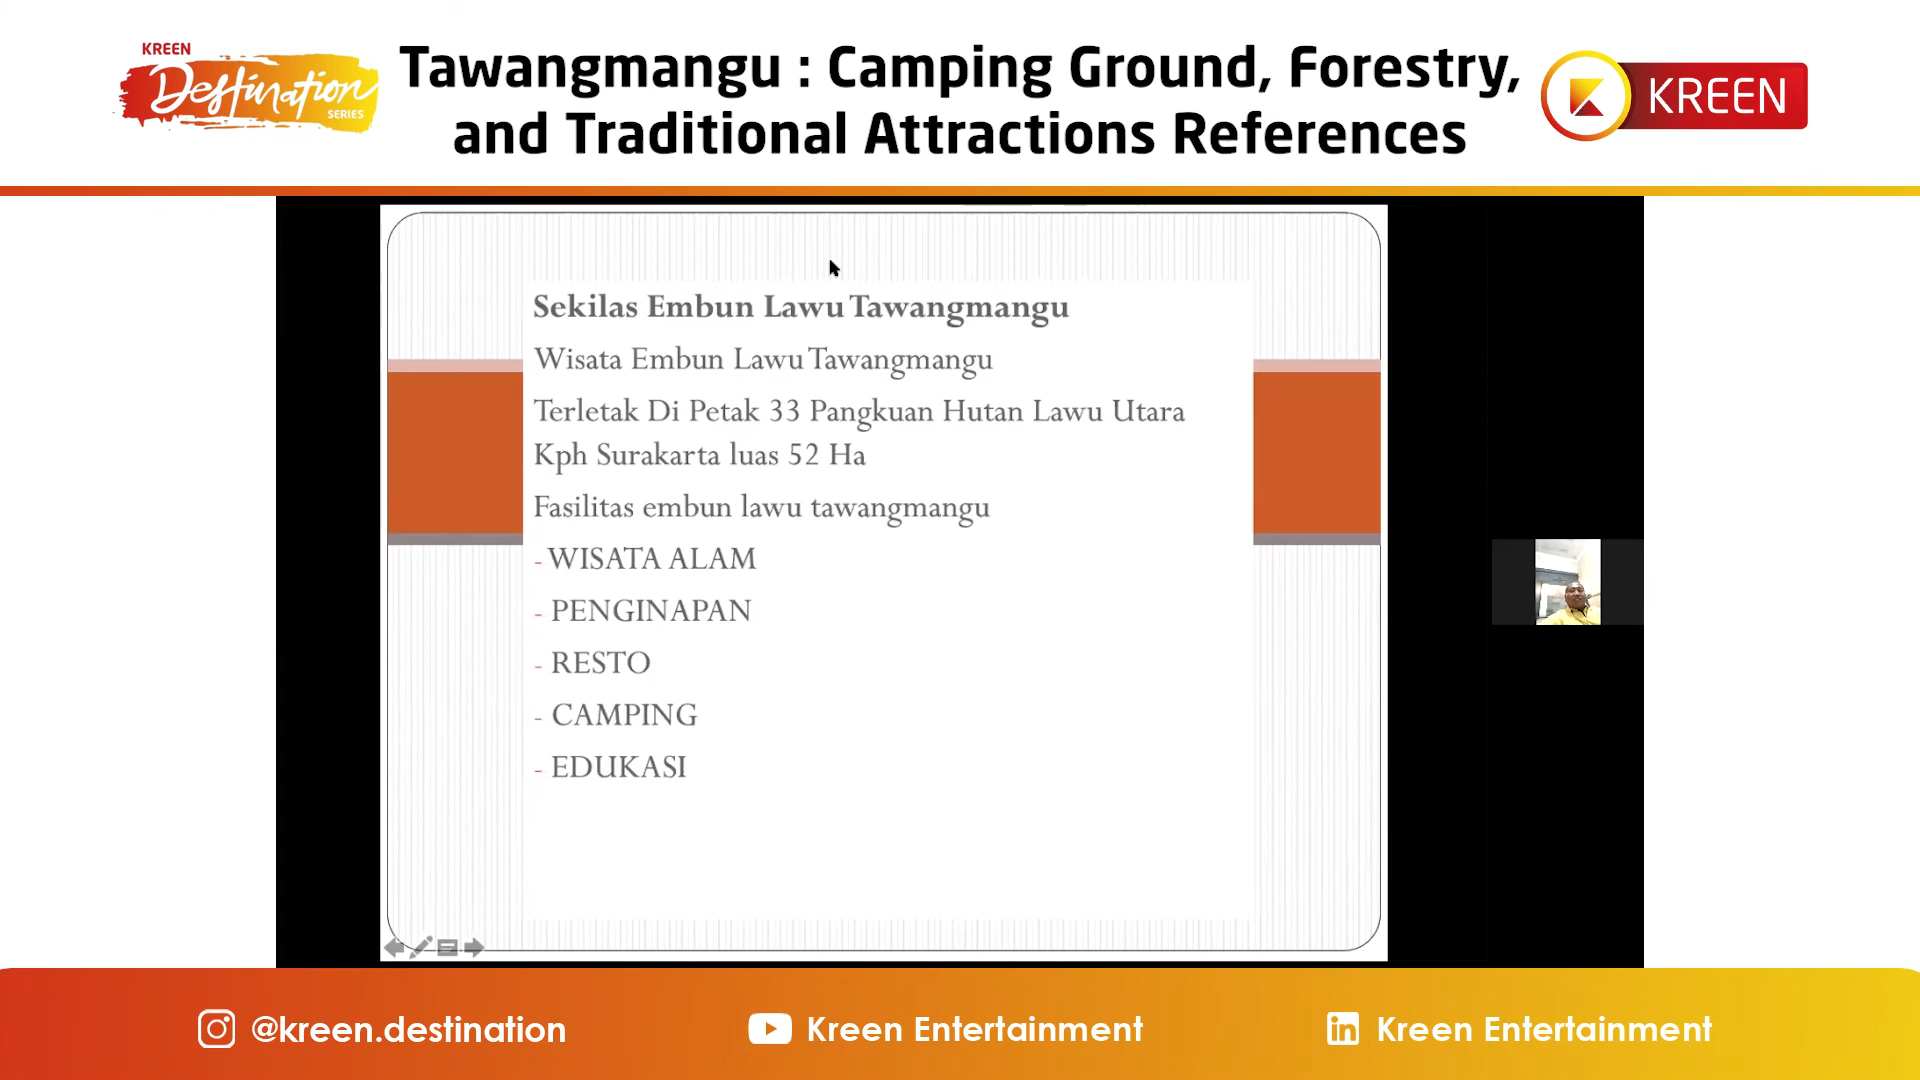 KREEN
Destination
SERIES
Tawangmangu : Camping Ground, Forestry,
and Traditional Attractions References
KREEN
Sekilas Embun Lawu Tawangmangu
Wisata Embun Lawu Tawangmangu
Terletak Di Petak 33 Pangkuan Hutan Lawu Utara
Kph Surakarta luas 52 Ha
Fasilitas embun lawu tawangmangu
- WISATA ALAM
- PENGINAPAN
- RESTO
- CAMPING
- EDUKASI
@kreen.destination
Kreen Entertainment
in Kreen Entertainment